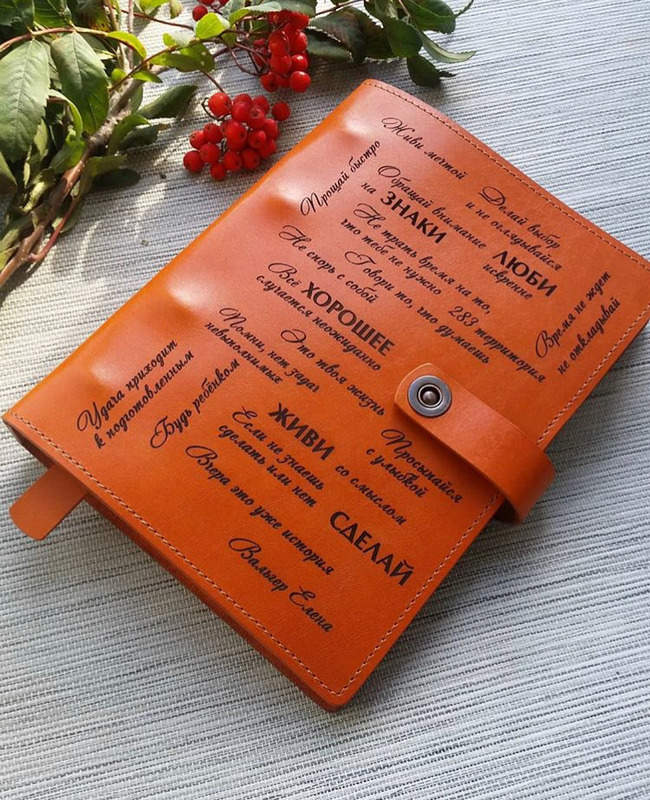 Живи мечтой
Прощай быстро
Делай выбор
и не оглядывайся
Обращай внимание
на ЗНАКИ
ЛЮБИ
искренне
Не трать время на то,
что тебе не нужно
Не спорь с собой
Говори то, что думаешь
283 территория
Время не ждет
не откладывай
Всё ХОРОШЕЕ
случается неожиданно
Помни, нет задач
невыполнимых
Это твоя жизнь
Удача приходит
к подготовленным
Будь ребёнком
ЖИВИ
со смыслом
Просыпайся
с улыбкой
Если не знаешь
сделать или нет
СДЕЛАЙ
Вчера это уже история
Вальгер Елена